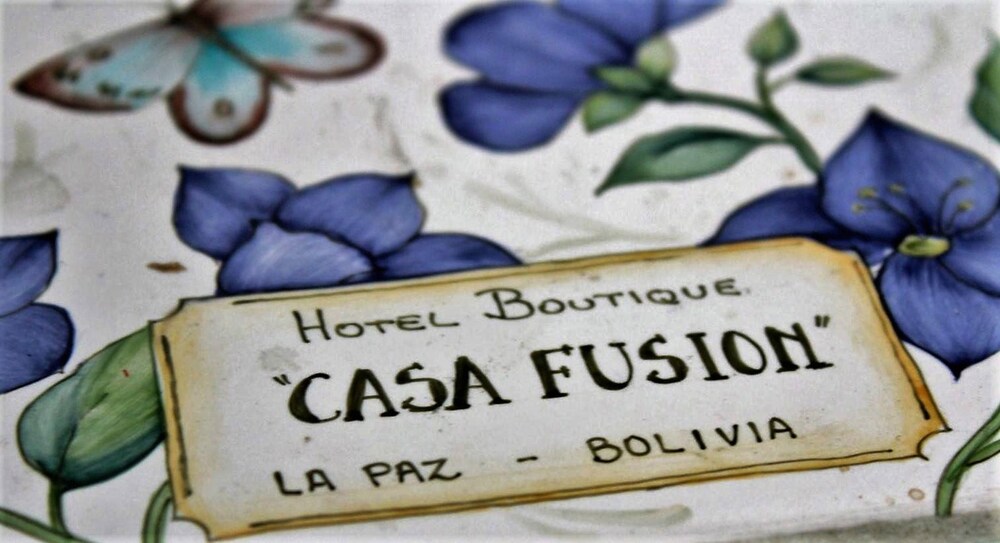 HOTEL BOUTIQUE.
"CASA FUSION"
LA PAZ - BOLIVIA